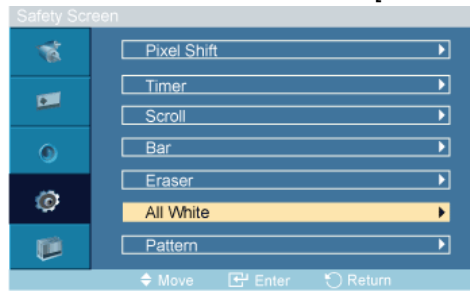 Safety Screen
Pixel Shift
Timer
Scroll
Bar
Eraser
All White
Pattern
Move Enter Return